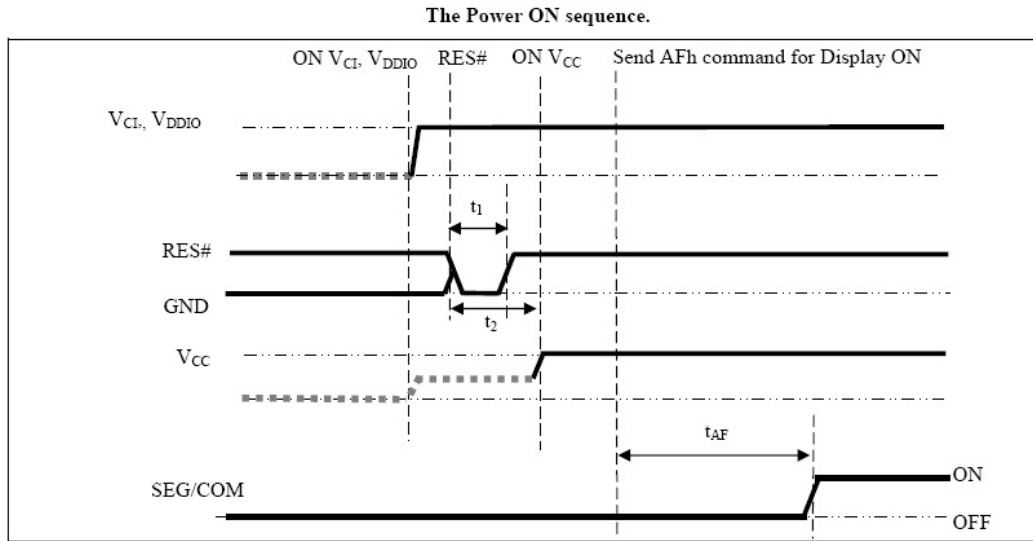 The Power ON sequence.
ON VCI, VDDIO RES# ON VCC Send AFh command for Display ON
VCI,, VDDIO
t1
RES#
GND
t2
VCC
tAF
SEG/COM
ON
OFF